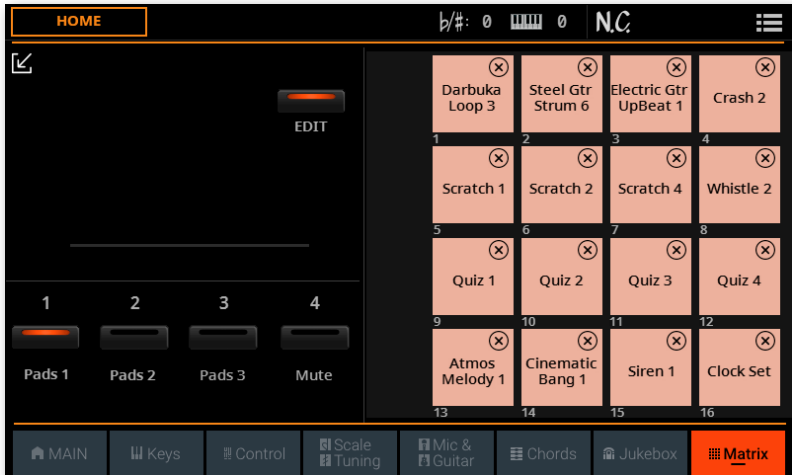 HOME
♭/#: 0
0
N.C.
EDIT
1 2 3 4
Pads 1 Pads 2 Pads 3 Mute
Darbuka
Loop 3
1
Steel Gtr
Strum 6
2
Electric Gtr
UpBeat 1
3
Crash 2
4
Scratch 1
5
Scratch 2
6
Scratch 4
7
Whistle 2
8
Quiz 1
9
Quiz 2
10
Quiz 3
11
Quiz 4
12
Atmos
Melody 1
13
Cinematic
Bang 1
14
Siren 1
15
Clock Set
16
MAIN
Keys
Control
Scale
Tuning
Mic &
Guitar
Chords
Jukebox
Matrix